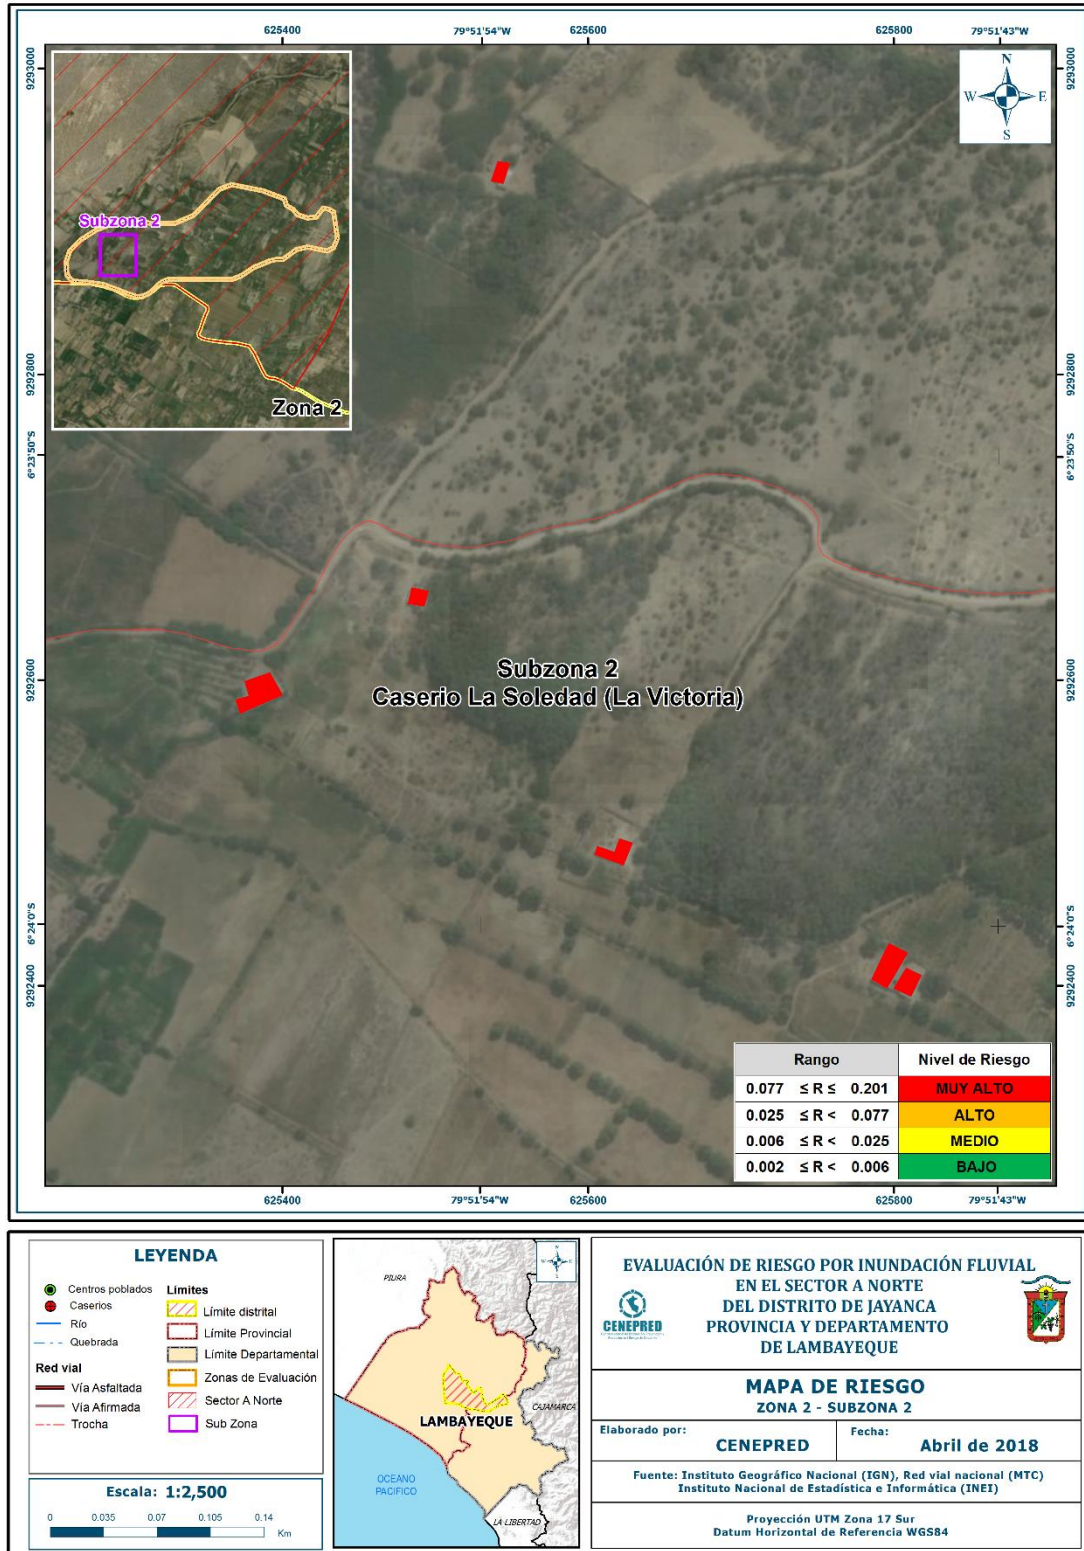 625400
79°51'54"W
625600
625800
79°51'43"W
9293000
9293000
N
W
E
S
Subzona 2
Zona 2
9292800
9292800
6°23'50"S
6°23'50"S
Subzona 2
Caserio La Soledad (La Victoria)
9292600
9292600
6°24'0"S
6°24'0"S
9292400
9292400
Rango Nivel de Riesgo
0.077 ≤ R ≤ 0.201 MUY ALTO
0.025 ≤ R < 0.077 ALTO
0.006 ≤ R < 0.025 MEDIO
0.002 ≤ R < 0.006 BAJO
625400
79°51'54"W
625600
625800
79°51'43"W
LEYENDA
Centros poblados
Caserios
Río
Quebrada
Red vial
Vía Asfaltada
Vía Afirmada
Trocha
Límites
Límite distrital
Límite Provincial
Límite Departamental
Zonas de Evaluación
Sector A Norte
Sub Zona
Escala: 1:2,500
0 0.035 0.07 0.105 0.14
Km
PIURA
CAJAMARCA
LAMBAYEQUE
OCEANO
PACIFICO
LA LIBERTAD
EVALUACIÓN DE RIESGO POR INUNDACIÓN FLUVIAL
EN EL SECTOR A NORTE
DEL DISTRITO DE JAYANCA
PROVINCIA Y DEPARTAMENTO
DE LAMBAYEQUE
CENEPRED
MAPA DE RIESGO
ZONA 2 - SUBZONA 2
Elaborado por:
CENEPRED
Fecha:
Abril de 2018
Fuente: Instituto Geográfico Nacional (IGN), Red vial nacional (MTC)
Instituto Nacional de Estadística e Informática (INEI)
Proyección UTM Zona 17 Sur
Datum Horizontal de Referencia WGS84